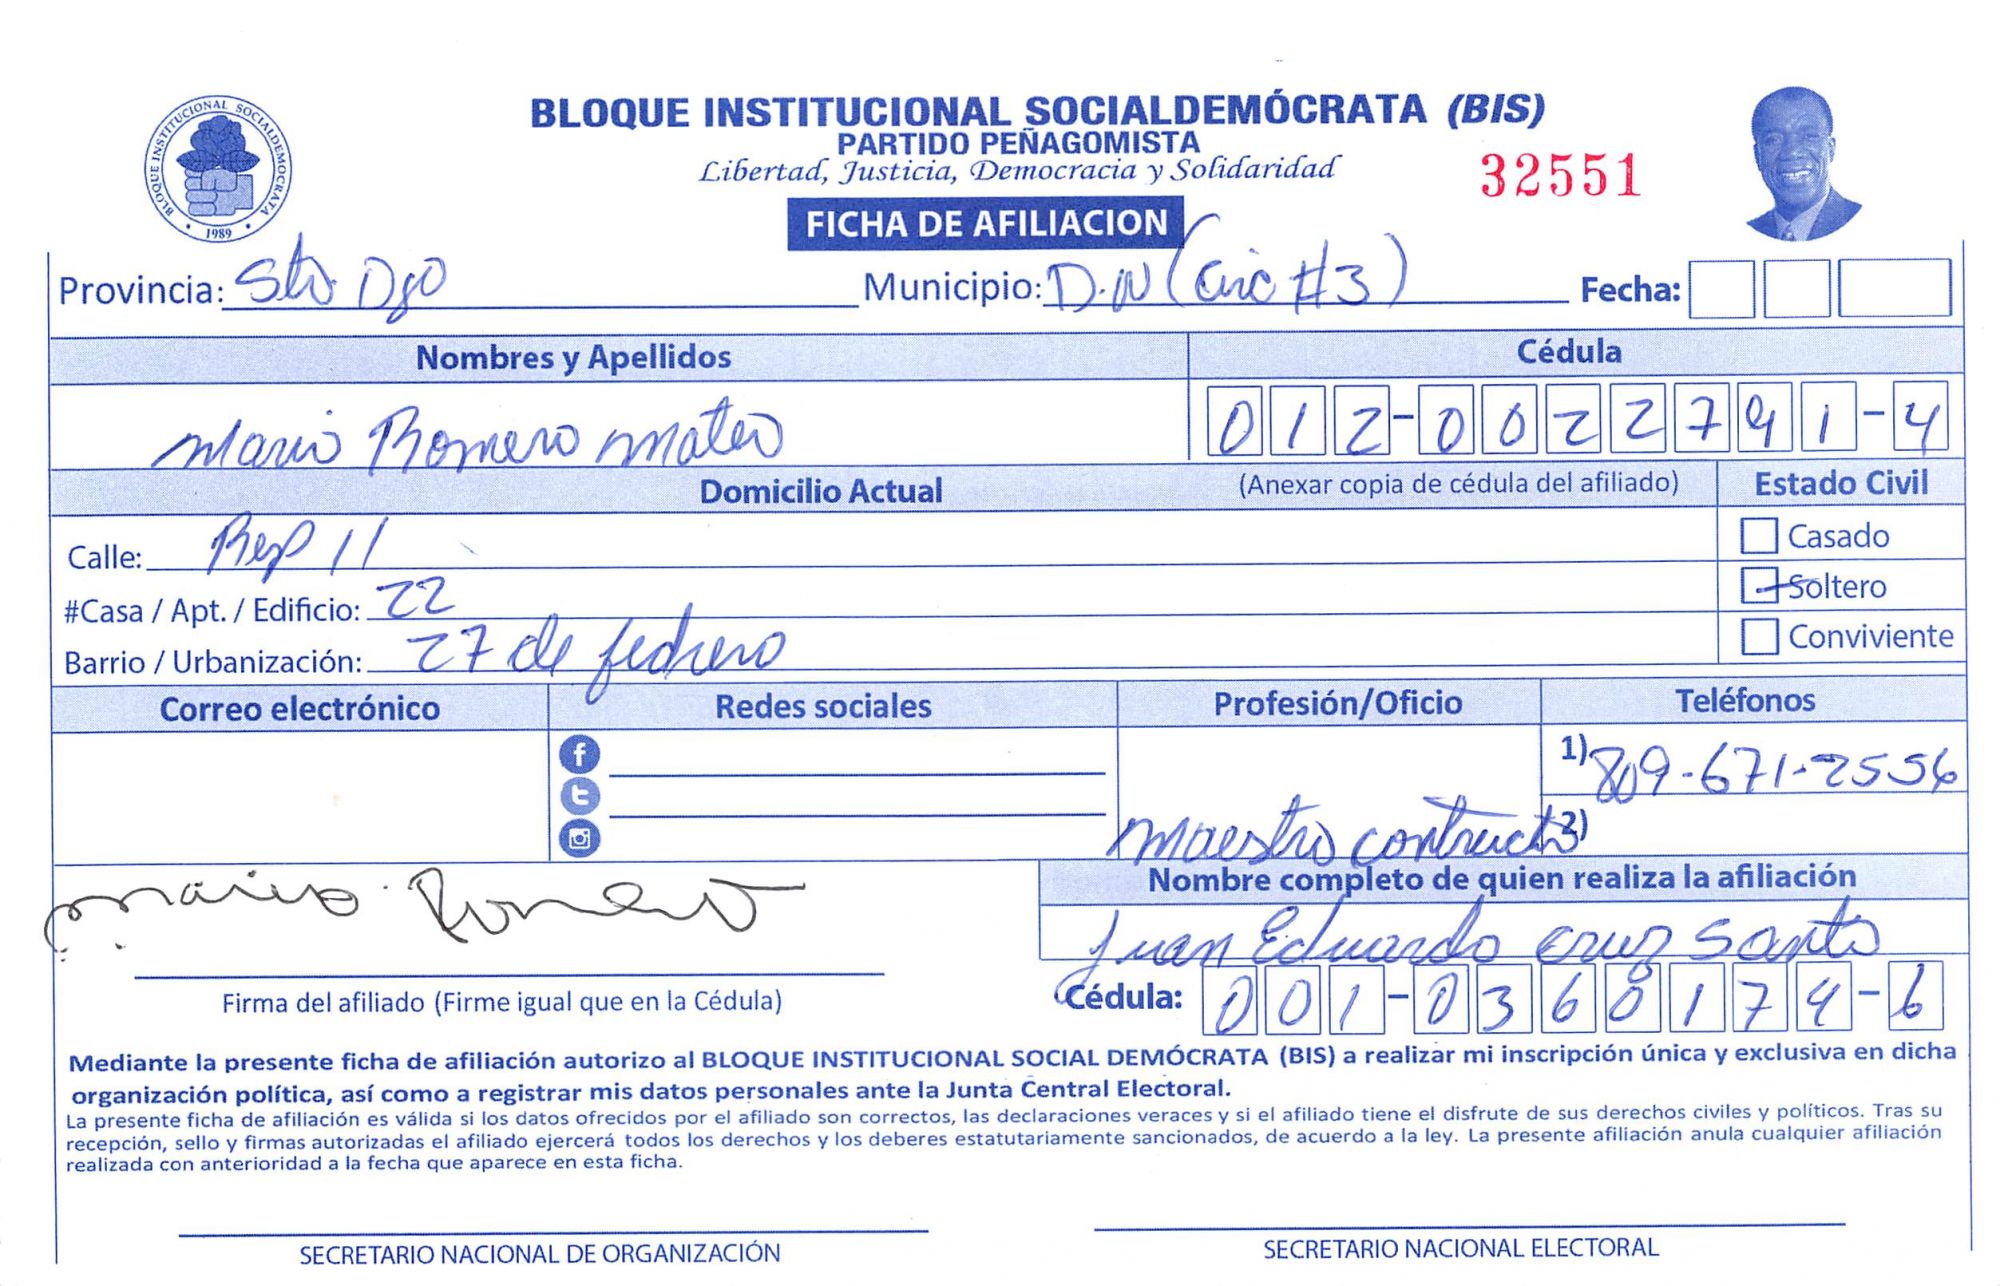 BLOQUE INSTITUCIONAL SOCIALDEMÓCRATA (BIS)
PARTIDO PEÑAGOMISTA
Libertad, Justicia, Democracia y Solidaridad
32551
BLOQUE INSTITUCIONAL SOCIALDEMOCRATA
1989
FICHA DE AFILIACION
Provincia: Sto Dgo Municipio: D.N (Circ #3) Fecha:
Nombres y Apellidos Cédula
Mario Romero Mateo 012-0022791-4
Domicilio Actual (Anexar copia de cédula del afiliado) Estado Civil
Calle: Resp 11 Casado
#Casa / Apt. / Edificio: 22 Soltero
Barrio / Urbanización: 27 de febrero Conviviente
Correo electrónico Redes sociales Profesión/Oficio Teléfonos
1) 809-671-2556
maestro contructo 2)
Nombre completo de quien realiza la afiliación
Mario Romero Juan Eduardo cruz Santo
Firma del afiliado (Firme igual que en la Cédula) Cédula: 001-0360174-6
Mediante la presente ficha de afiliación autorizo al BLOQUE INSTITUCIONAL SOCIAL DEMÓCRATA (BIS) a realizar mi inscripción única y exclusiva en dicha
organización política, así como a registrar mis datos personales ante la Junta Central Electoral.
La presente ficha de afiliación es válida si los datos ofrecidos por el afiliado son correctos, las declaraciones veraces y si el afiliado tiene el disfrute de sus derechos civiles y políticos. Tras su
recepción, sello y firmas autorizadas el afiliado ejercerá todos los derechos y los deberes estatutariamente sancionados, de acuerdo a la ley. La presente afiliación anula cualquier afiliación
realizada con anterioridad a la fecha que aparece en esta ficha.
SECRETARIO NACIONAL DE ORGANIZACIÓN SECRETARIO NACIONAL ELECTORAL